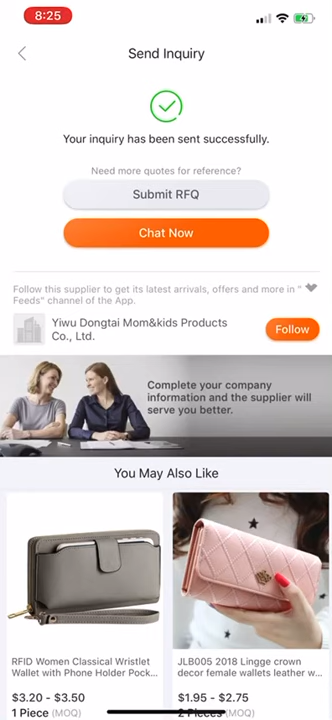 8:25
Send Inquiry
Your inquiry has been sent successfully.
Need more quotes for reference?
Submit RFQ
Chat Now
Follow this supplier to get its latest arrivals, offers and more in "
Feeds" channel of the App.
Yiwu Dongtai Mom&kids Products
Co., Ltd.
Follow
Complete your company
information and the supplier will
serve you better.
You May Also Like
RFID Women Classical Wristlet
Wallet with Phone Holder Pock...
$3.20 - $3.50
1 Piece (MOQ)
JLB005 2018 Lingge crown
decor female wallets leather w...
$1.95 - $2.75
2 Pieces (MOQ)